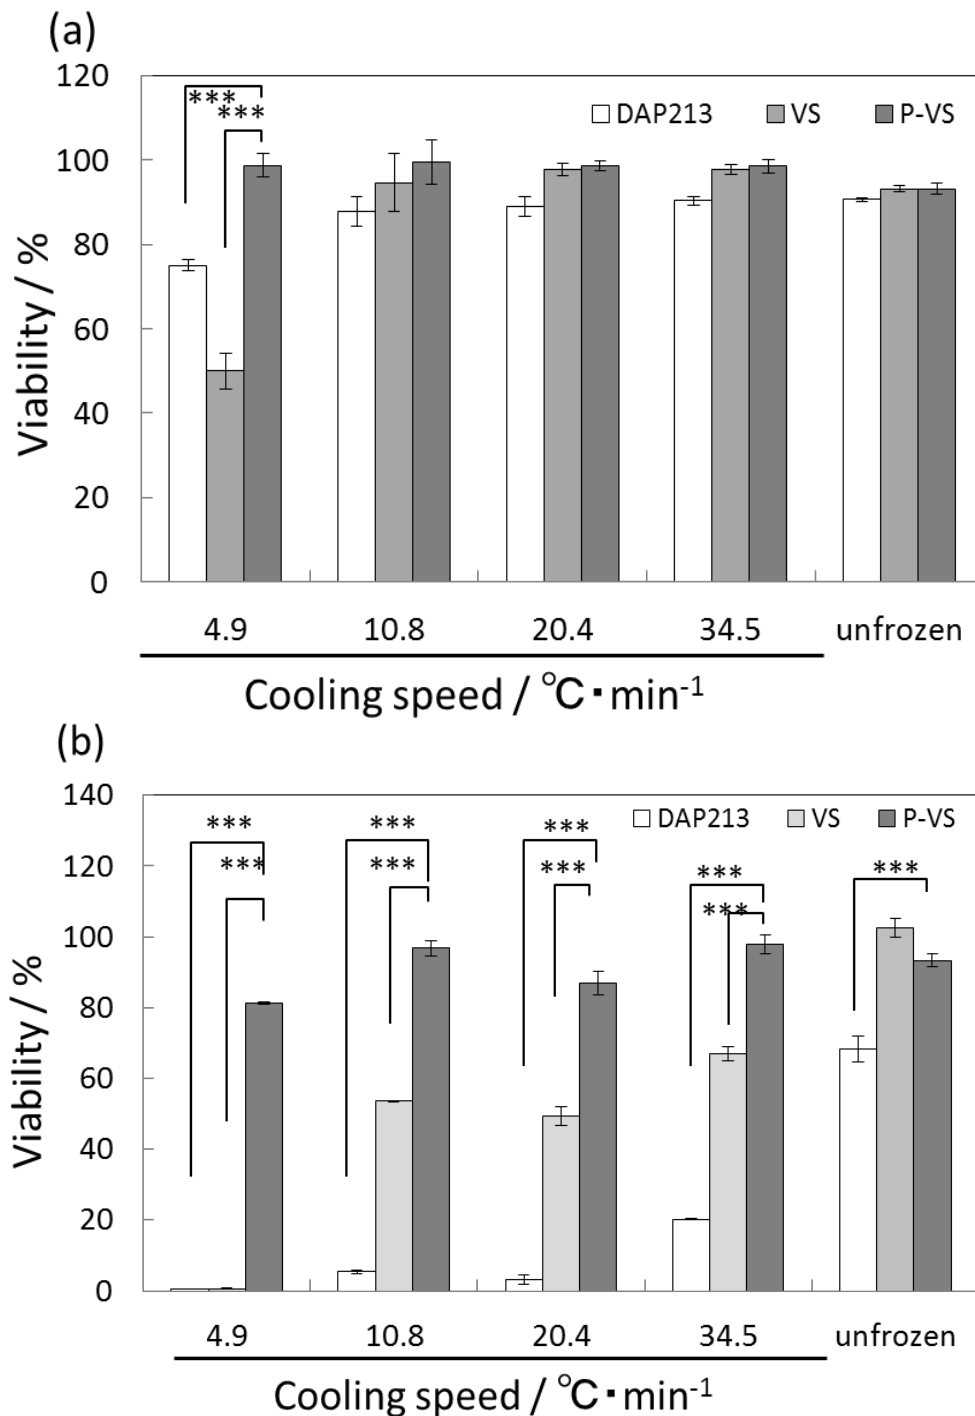 (a)
120
100
80
60
40
20
0
Viability / %
DAP213 VS P-VS
***
***
4.9 10.8 20.4 34.5 unfrozen
Cooling speed / ℃・min-1
(b)
140
120
100
80
60
40
20
0
Viability / %
DAP213 VS P-VS
*** *** *** *** ***
*** *** *** ***
4.9 10.8 20.4 34.5 unfrozen
Cooling speed / ℃・min-1